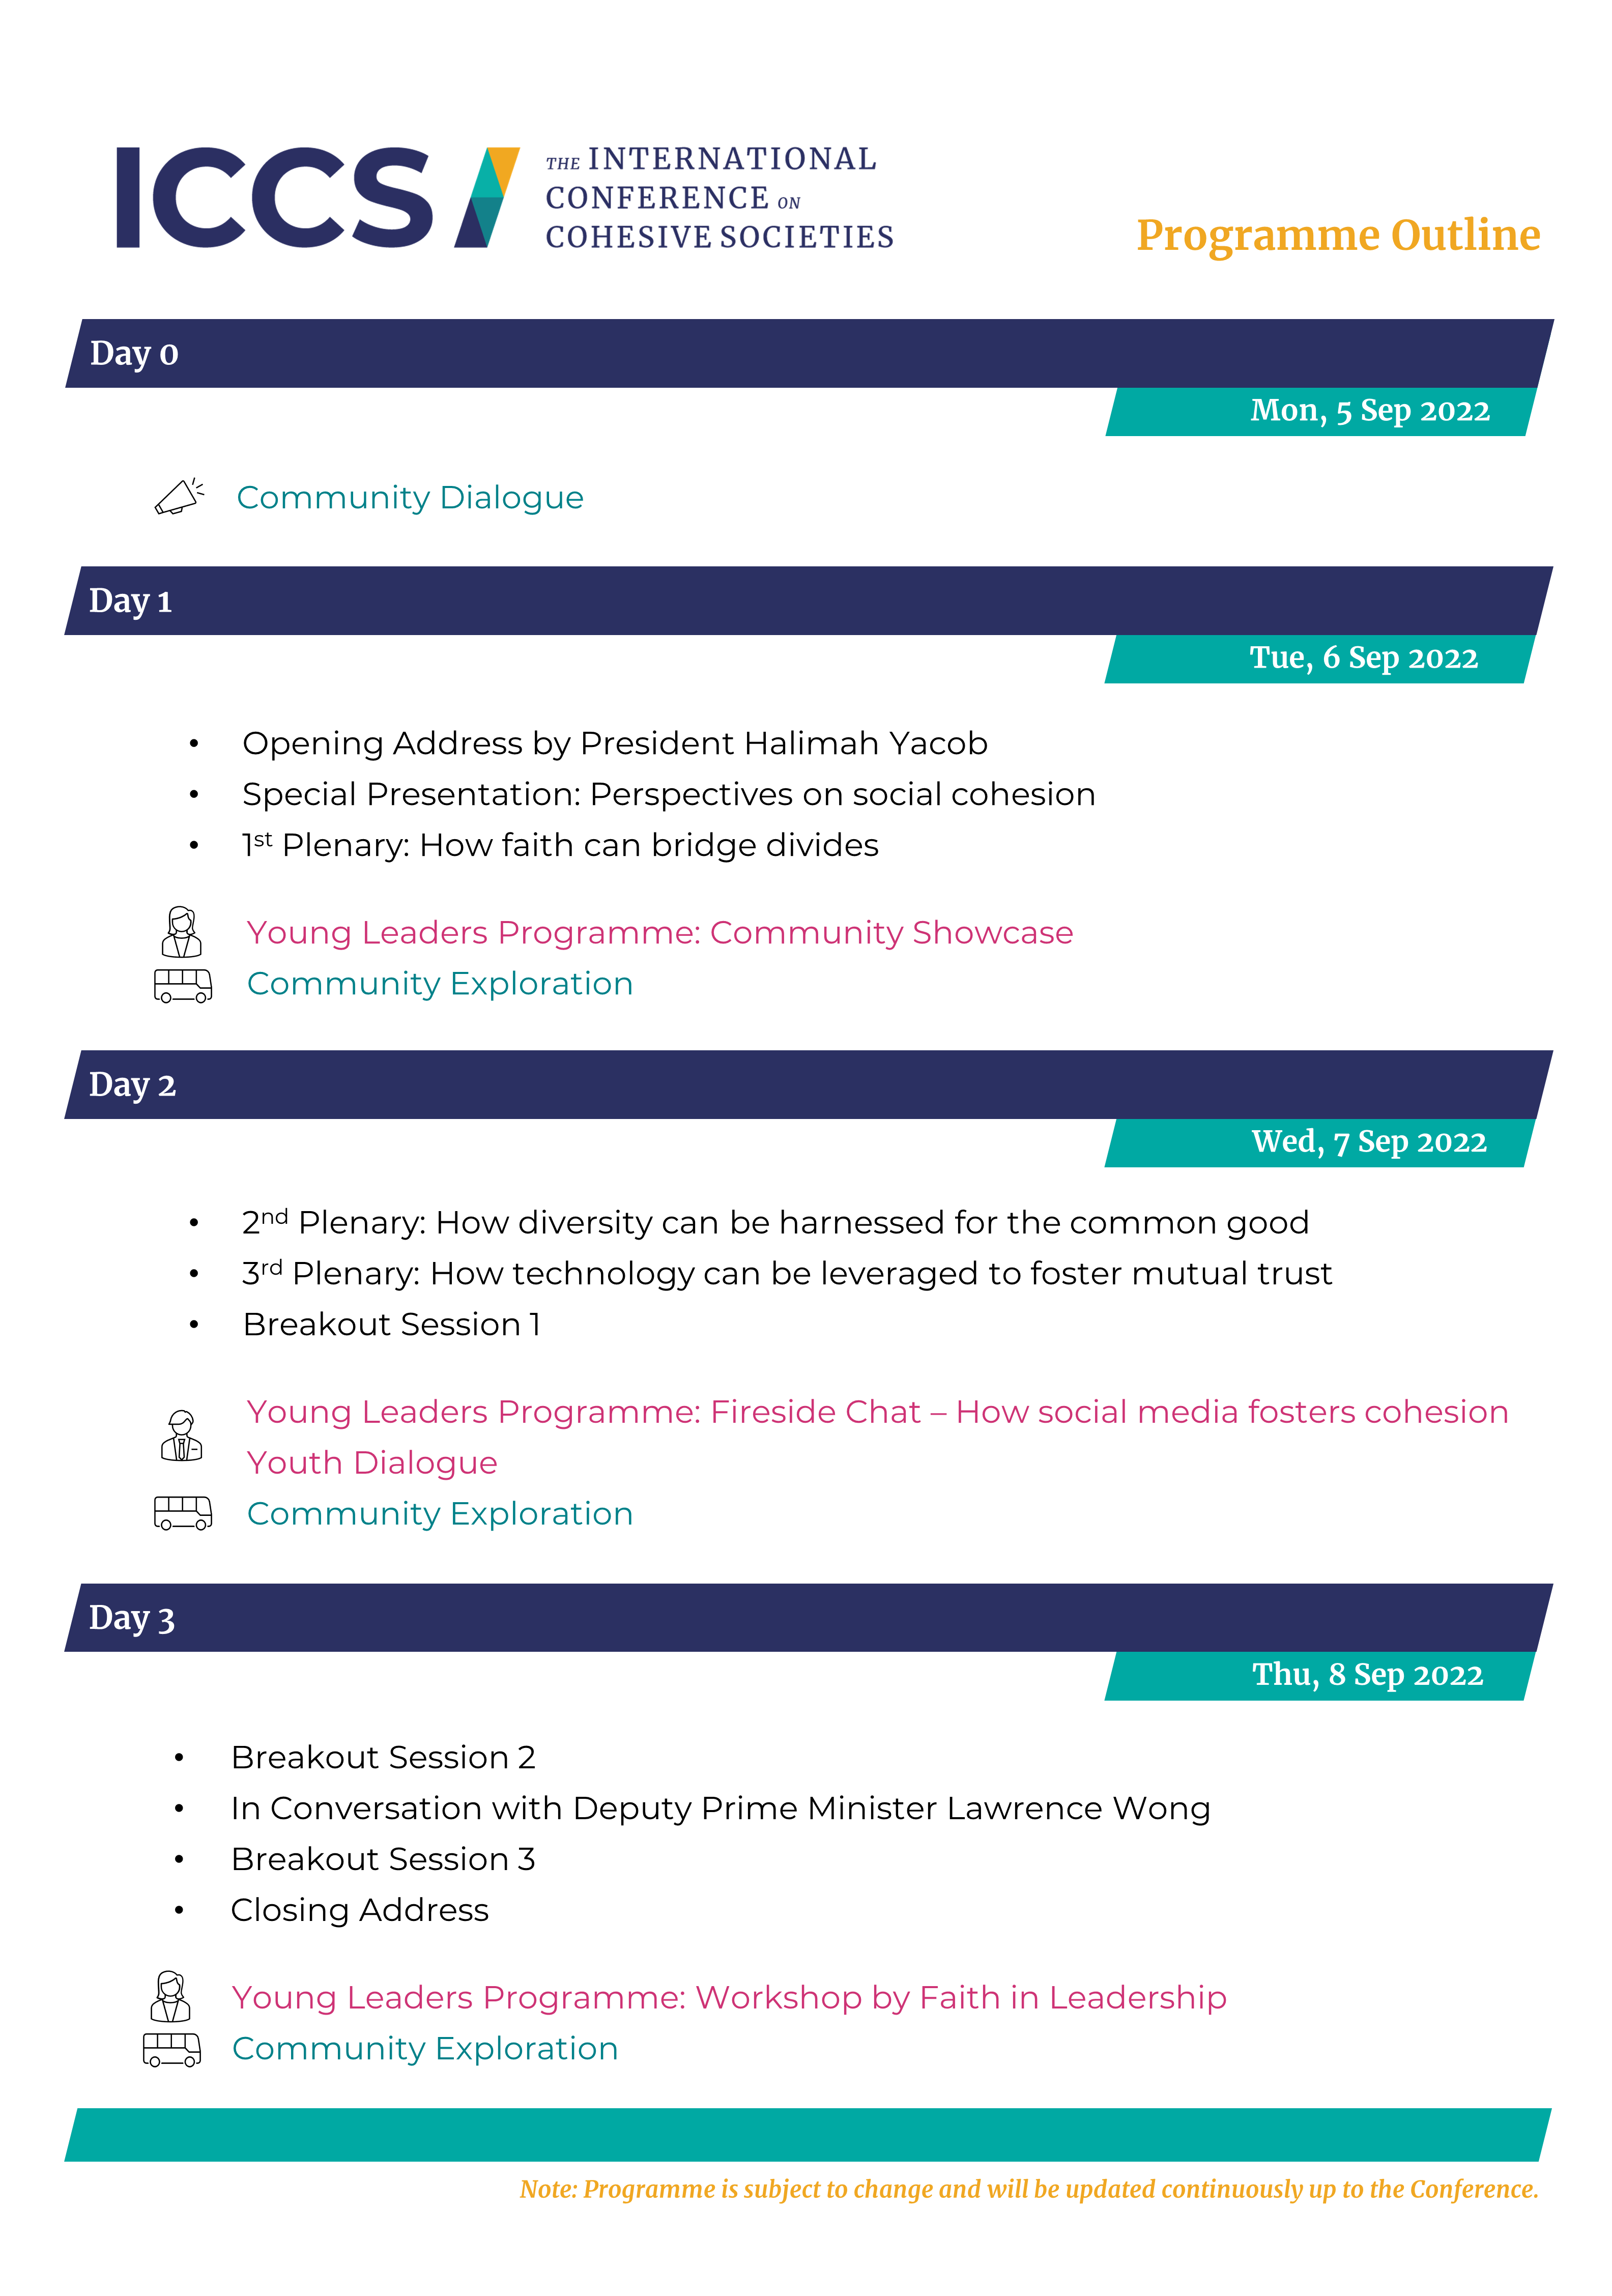 ICCS
THE INTERNATIONAL
CONFERENCE ON
COHESIVE SOCIETIES
Programme Outline
Day 0
Mon, 5 Sep 2022
Community Dialogue
Day 1
Tue, 6 Sep 2022
• Opening Address by President Halimah Yacob
• Special Presentation: Perspectives on social cohesion
• 1st Plenary: How faith can bridge divides
Young Leaders Programme: Community Showcase
Community Exploration
Day 2
Wed, 7 Sep 2022
• 2nd Plenary: How diversity can be harnessed for the common good
• 3rd Plenary: How technology can be leveraged to foster mutual trust
• Breakout Session 1
Young Leaders Programme: Fireside Chat – How social media fosters cohesion
Youth Dialogue
Community Exploration
Day 3
Thu, 8 Sep 2022
• Breakout Session 2
• In Conversation with Deputy Prime Minister Lawrence Wong
• Breakout Session 3
• Closing Address
Young Leaders Programme: Workshop by Faith in Leadership
Community Exploration
Note: Programme is subject to change and will be updated continuously up to the Conference.